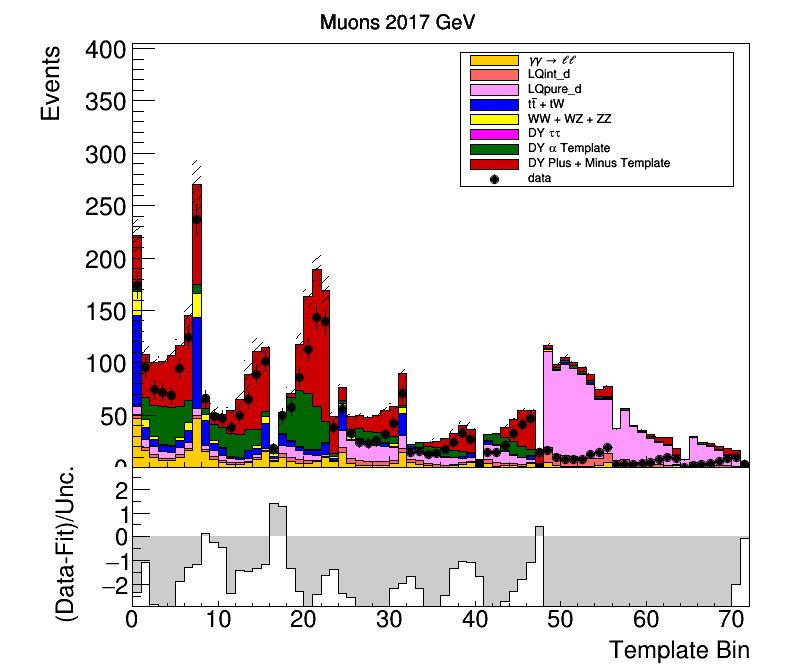 Muons 2017 GeV
Events
400
350
300
250
200
150
100
50
0
γγ → ℓℓ
LQint_d
LQpure_d
tt̄ + tW
WW + WZ + ZZ
DY ττ
DY α Template
DY Plus + Minus Template
data
(Data-Fit)/Unc.
2
1
0
−1
−2
0 10 20 30 40 50 60 70
Template Bin